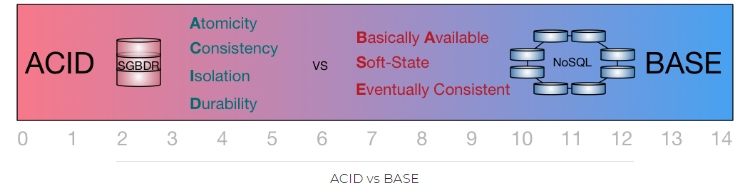 ACID
SGBDR
Atomicity
Consistency
Isolation
Durability
vs
Basically Available
Soft-State
Eventually Consistent
NoSQL
BASE
0 1 2 3 4 5 6 7 8 9 10 11 12 13 14
ACID vs BASE